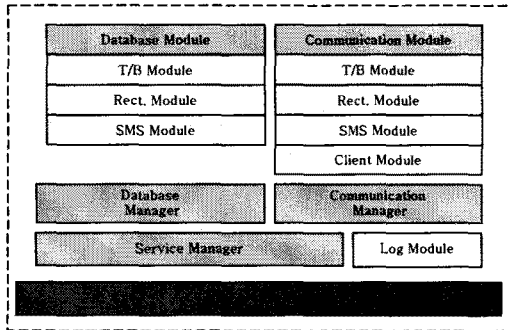 Database Module
Communication Module
T/B Module
T/B Module
Rect. Module
Rect. Module
SMS Module
SMS Module
Client Module
Database
Manager
Communication
Manager
Service Manager
Log Module